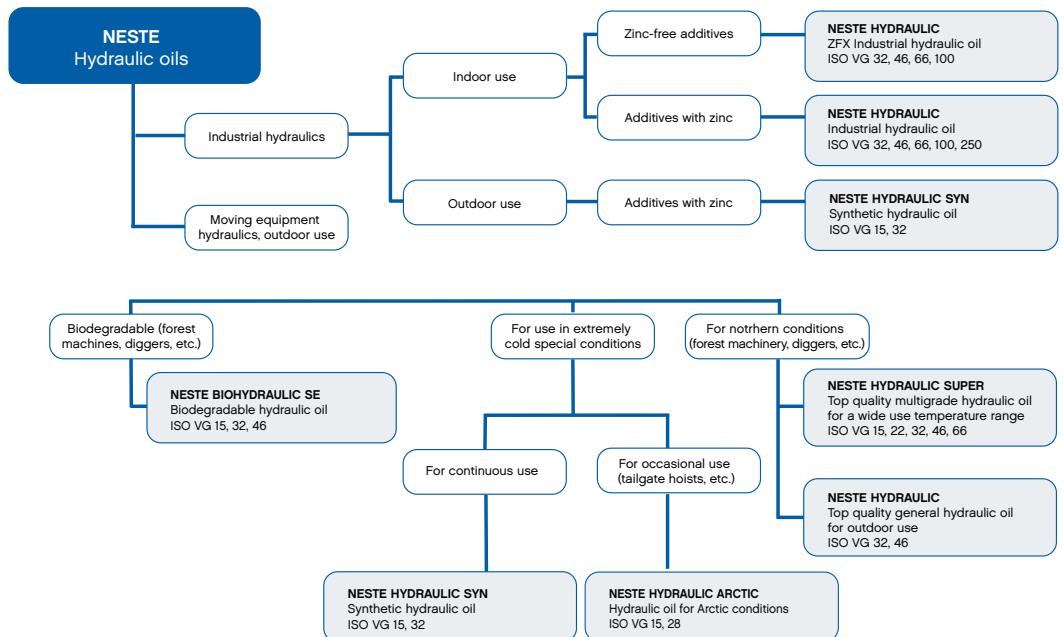 NESTE
Hydraulic oils
Industrial hydraulics
Moving equipment
hydraulics, outdoor use
Indoor use
Outdoor use
Zinc-free additives
Additives with zinc
Additives with zinc
NESTE HYDRAULIC
ZFX Industrial hydraulic oil
ISO VG 32, 46, 66, 100
NESTE HYDRAULIC
Industrial hydraulic oil
ISO VG 32, 46, 66, 100, 250
NESTE HYDRAULIC SYN
Synthetic hydraulic oil
ISO VG 15, 32
Biodegradable (forest
machines, diggers, etc.)
NESTE BIOHYDRAULIC SE
Biodegradable hydraulic oil
ISO VG 15, 32, 46
For use in extremely
cold special conditions
For continuous use
For occasional use
(tailgate hoists, etc.)
NESTE HYDRAULIC SYN
Synthetic hydraulic oil
ISO VG 15, 32
NESTE HYDRAULIC ARCTIC
Hydraulic oil for Arctic conditions
ISO VG 15, 28
For notrhern conditions
(forest machinery, diggers, etc.)
NESTE HYDRAULIC SUPER
Top quality multigrade hydraulic oil
for a wide use temperature range
ISO VG 15, 22, 32, 46, 66
NESTE HYDRAULIC
Top quality general hydraulic oil
for outdoor use
ISO VG 32, 46